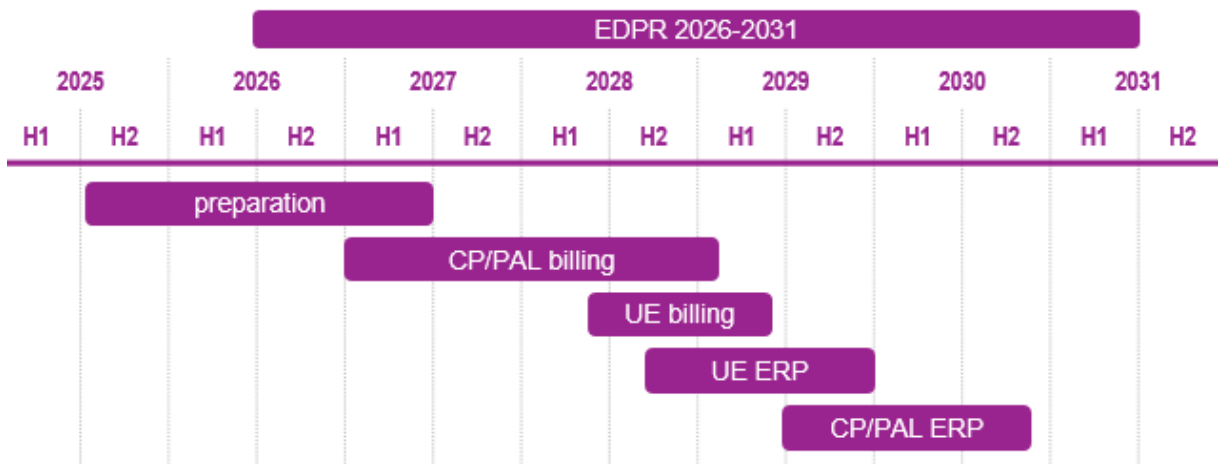 EDPR 2026-2031
2025 2026 2027 2028 2029 2030 2031
H1 H2 H1 H2 H1 H2 H1 H2 H1 H2 H1 H2 H1 H2
preparation
CP/PAL billing
UE billing
UE ERP
CP/PAL ERP